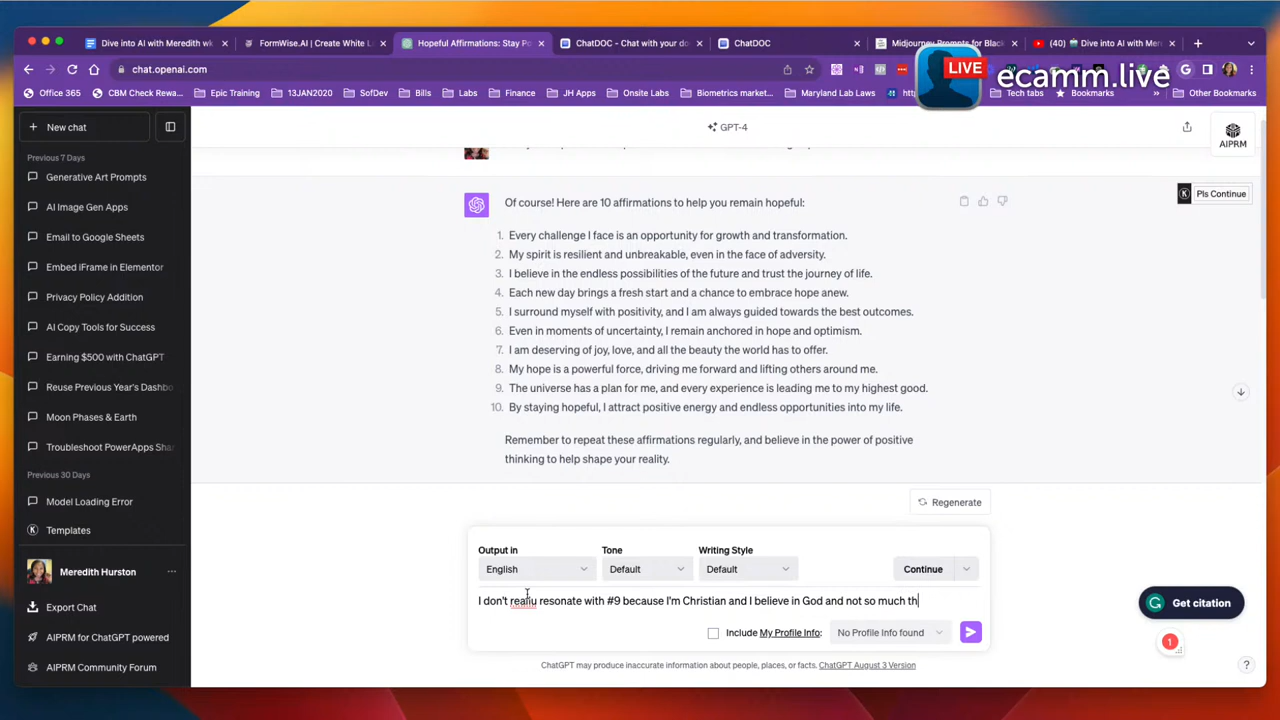 Dive into AI with Meredith wk
FormWise.AI | Create White L
Hopeful Affirmations: Stay Po
ChatDOC - Chat with your do
ChatDOC
Midjourney Prompts for Black
(40) Dive into AI with Mere
chat.openai.com
LIVE
ecamm.live
Office 365
CBM Check Rewa...
Epic Training
13JAN2020
SofDev
Bills
Labs
Finance
JH Apps
Onsite Labs
Biometrics market...
Maryland Lab Laws
Tech tabs
Bookmarks
Other Bookmarks
New chat
GPT-4
AIPRM
Previous 7 Days
Generative Art Prompts
AI Image Gen Apps
Email to Google Sheets
Embed iFrame in Elementor
Privacy Policy Addition
AI Copy Tools for Success
Earning $500 with ChatGPT
Reuse Previous Year's Dashbo
Moon Phases & Earth
Troubleshoot PowerApps Sha
Previous 30 Days
Model Loading Error
Templates
Meredith Hurston
Export Chat
AIPRM for ChatGPT powered
AIPRM Community Forum
Pls Continue
Of course! Here are 10 affirmations to help you remain hopeful:
1. Every challenge I face is an opportunity for growth and transformation.
2. My spirit is resilient and unbreakable, even in the face of adversity.
3. I believe in the endless possibilities of the future and trust the journey of life.
4. Each new day brings a fresh start and a chance to embrace hope anew.
5. I surround myself with positivity, and I am always guided towards the best outcomes.
6. Even in moments of uncertainty, I remain anchored in hope and optimism.
7. I am deserving of joy, love, and all the beauty the world has to offer.
8. My hope is a powerful force, driving me forward and lifting others around me.
9. The universe has a plan for me, and every experience is leading me to my highest good.
10. By staying hopeful, I attract positive energy and endless opportunities into my life.
Remember to repeat these affirmations regularly, and believe in the power of positive
thinking to help shape your reality.
Regenerate
Output in
Tone
Writing Style
English
Default
Default
Continue
I don't realiu resonate with #9 because I'm Christian and I believe in God and not so much th
Include My Profile Info:
No Profile Info found
ChatGPT may produce inaccurate information about people, places, or facts. ChatGPT August 3 Version
Get citation
1
?